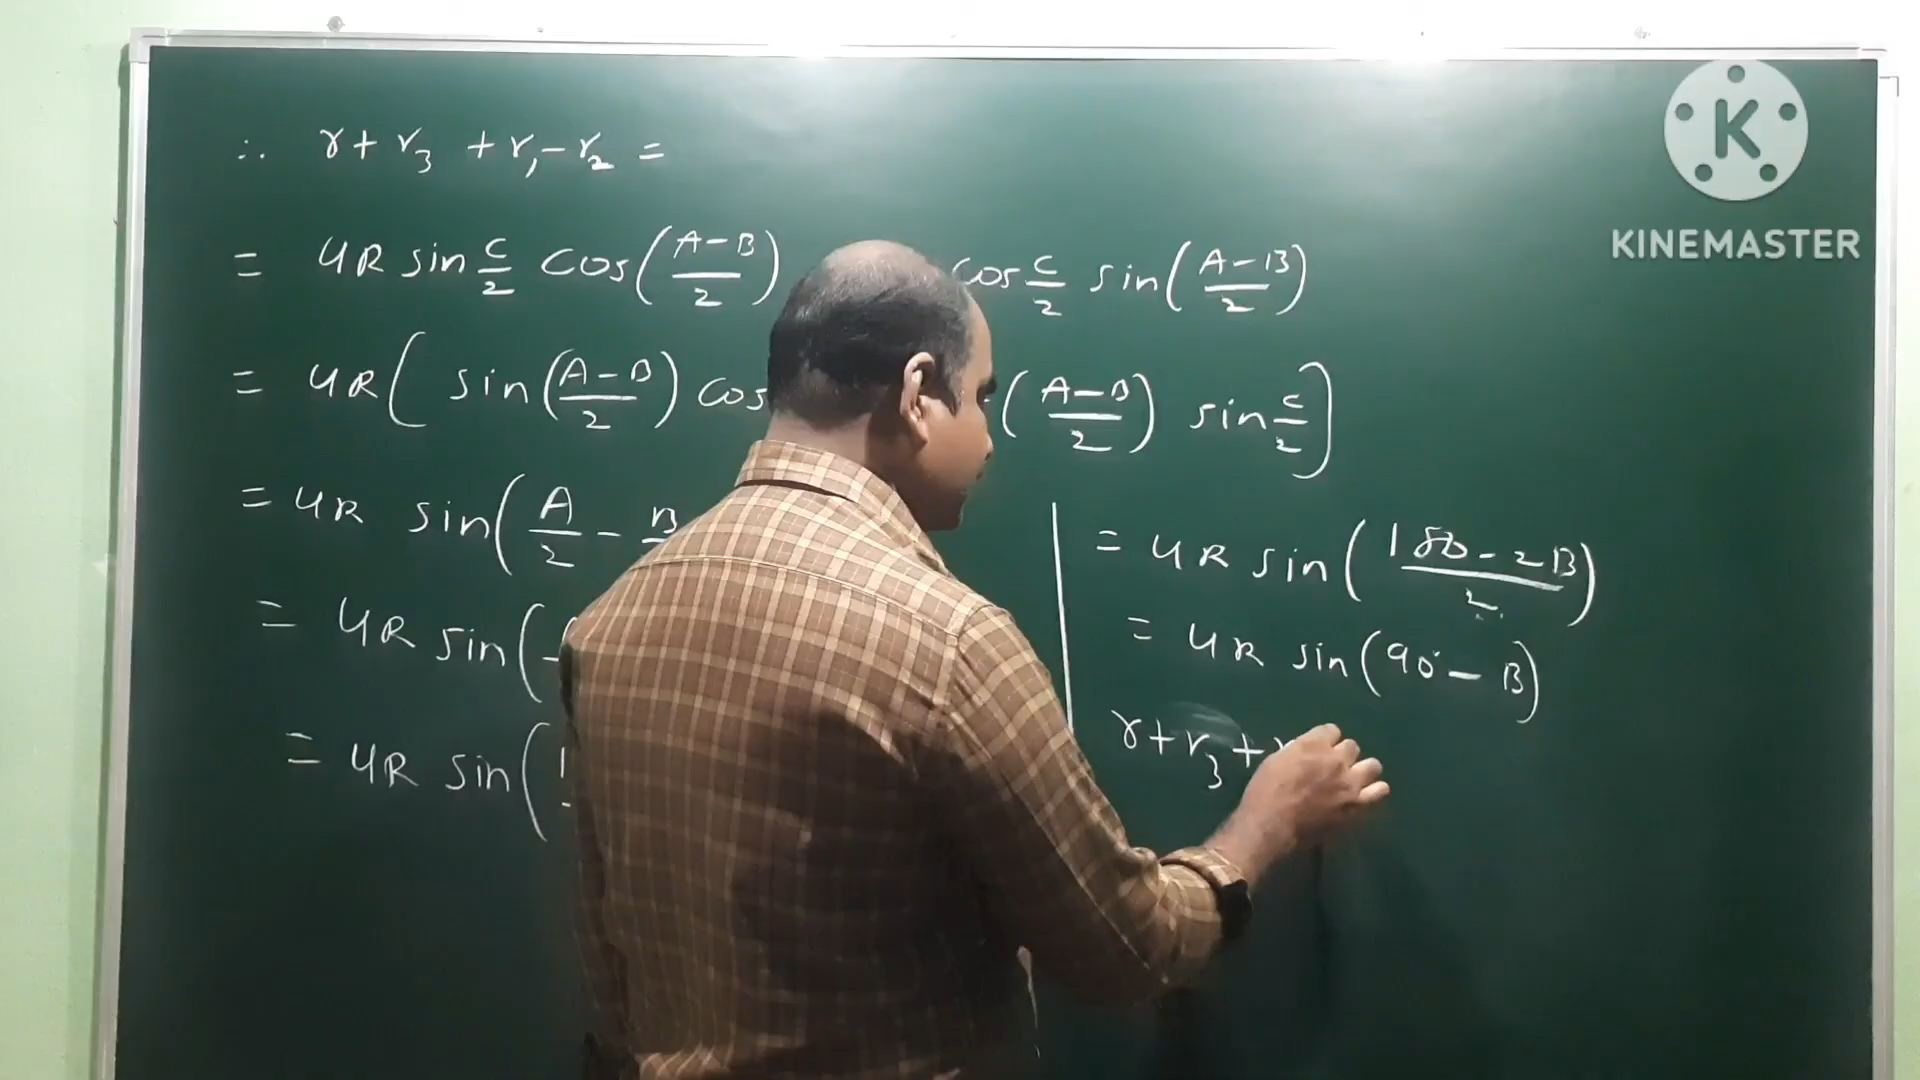 ∴ r + r₃ + r₁ - r₂ =
= 4R sin C/2 cos(A-B/2) cos C/2 sin(A-B/2)
= 4R( sin(A-B/2) cos (A-B/2) sin C/2)
= 4R sin(A/2 - B
= 4R sin(
= 4R sin(
= 4R sin(180-2B/2)
= 4R sin(90° - B)
r + r₃ +
K
KINEMASTER